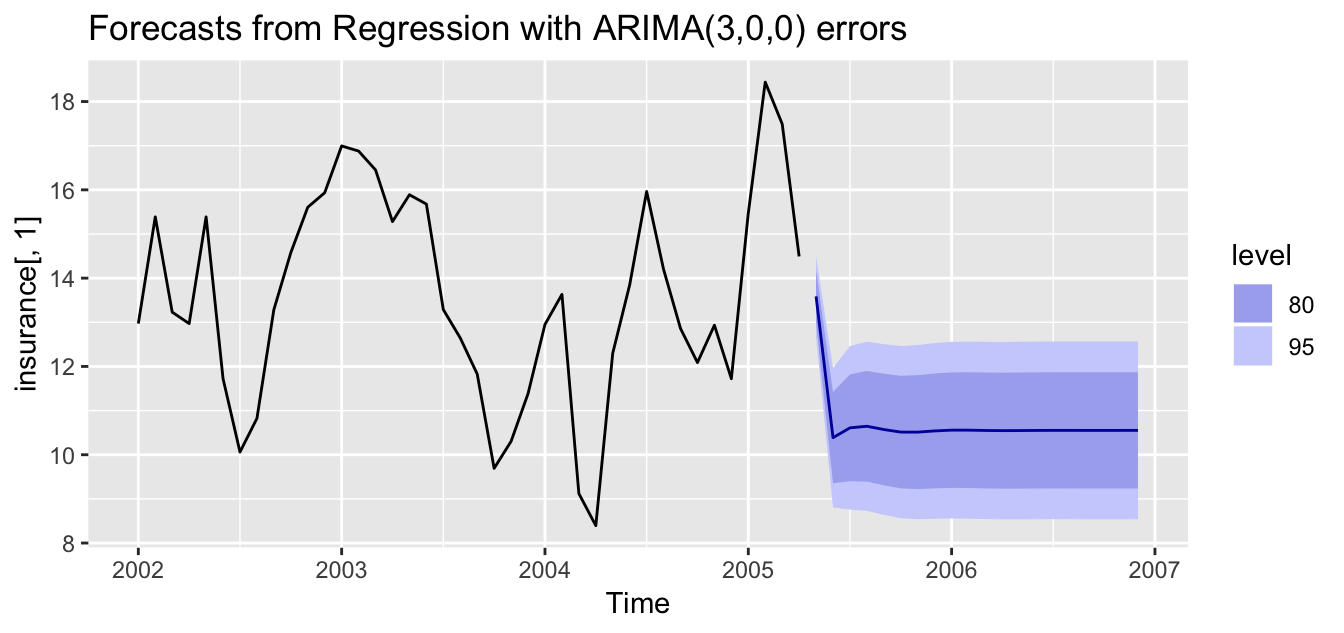 Forecasts from Regression with ARIMA(3,0,0) errors
insurance[, 1]
18
16
14
12
10
8
2002 2003 2004 2005 2006 2007
Time
level
80
95